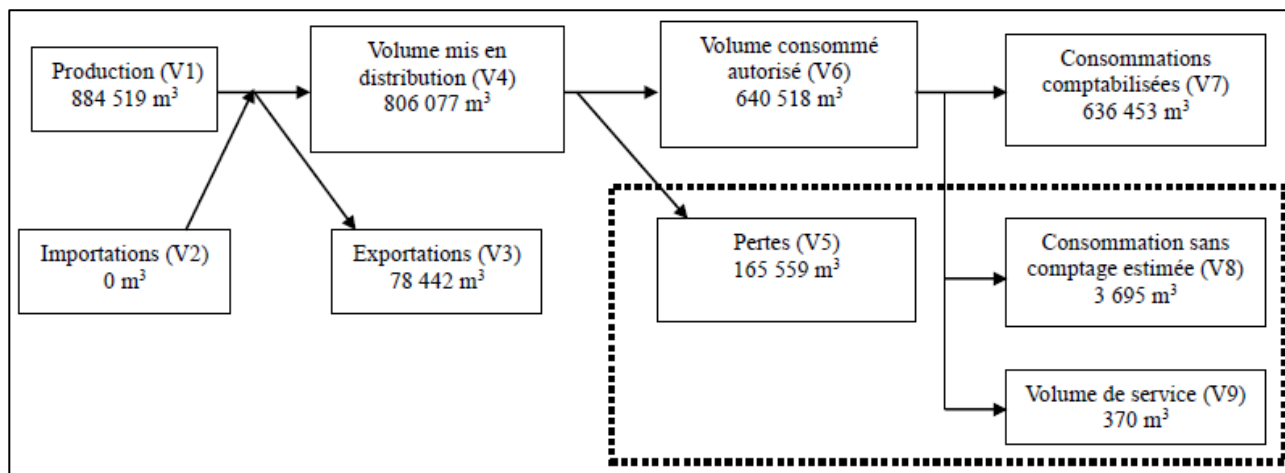 Production (V1)
884 519 m³
Volume mis en
distribution (V4)
806 077 m³
Volume consommé
autorisé (V6)
640 518 m³
Consommations
comptabilisées (V7)
636 453 m³
Importations (V2)
0 m³
Exportations (V3)
78 442 m³
Pertes (V5)
165 559 m³
Consommation sans
comptage estimée (V8)
3 695 m³
Volume de service (V9)
370 m³